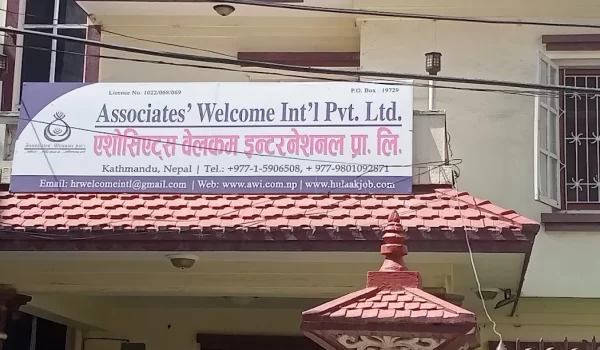 Licence No. 1022/068/069
P.O. Box 19729
Associates' Welcome Int'l Pvt. Ltd.
एशोसिएट्स वेलकम इन्टरनेशनल प्रा. लि.
Kathmandu, Nepal | Tel.: +977-1-5906508, + 977-9801092871
Email: hrwelcomeintl@gmail.com | Web: www.awi.com.np | www.hulaakjob.com